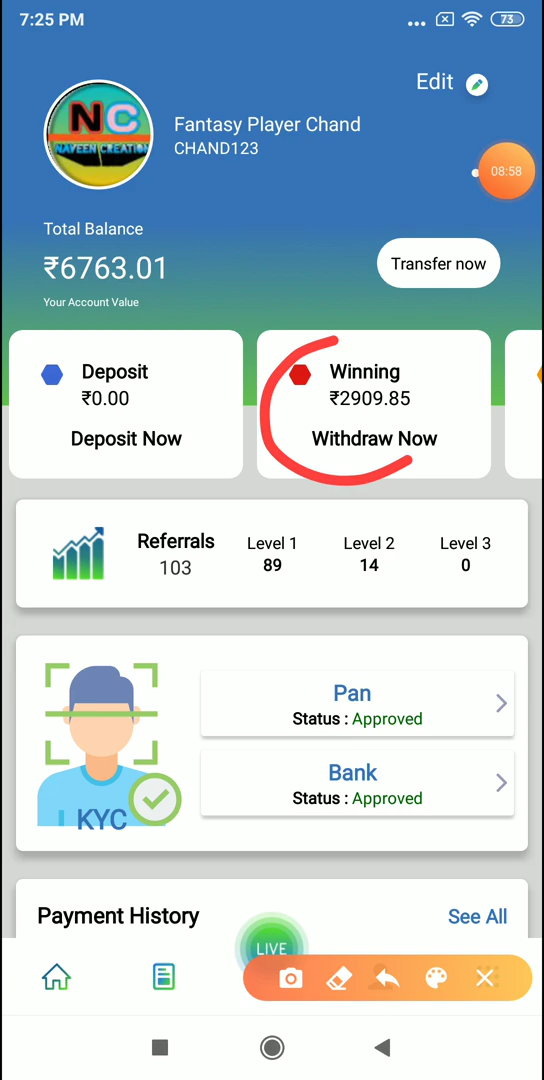 7:25 PM
73
Edit
NC
NAVEEN CREATION
Fantasy Player Chand
CHAND123
08:58
Total Balance
₹6763.01
Transfer now
Your Account Value
Deposit
₹0.00
Deposit Now
Winning
₹2909.85
Withdraw Now
Referrals
103
Level 1
89
Level 2
14
Level 3
0
KYC
Pan
Status : Approved
Bank
Status : Approved
Payment History
See All
LIVE